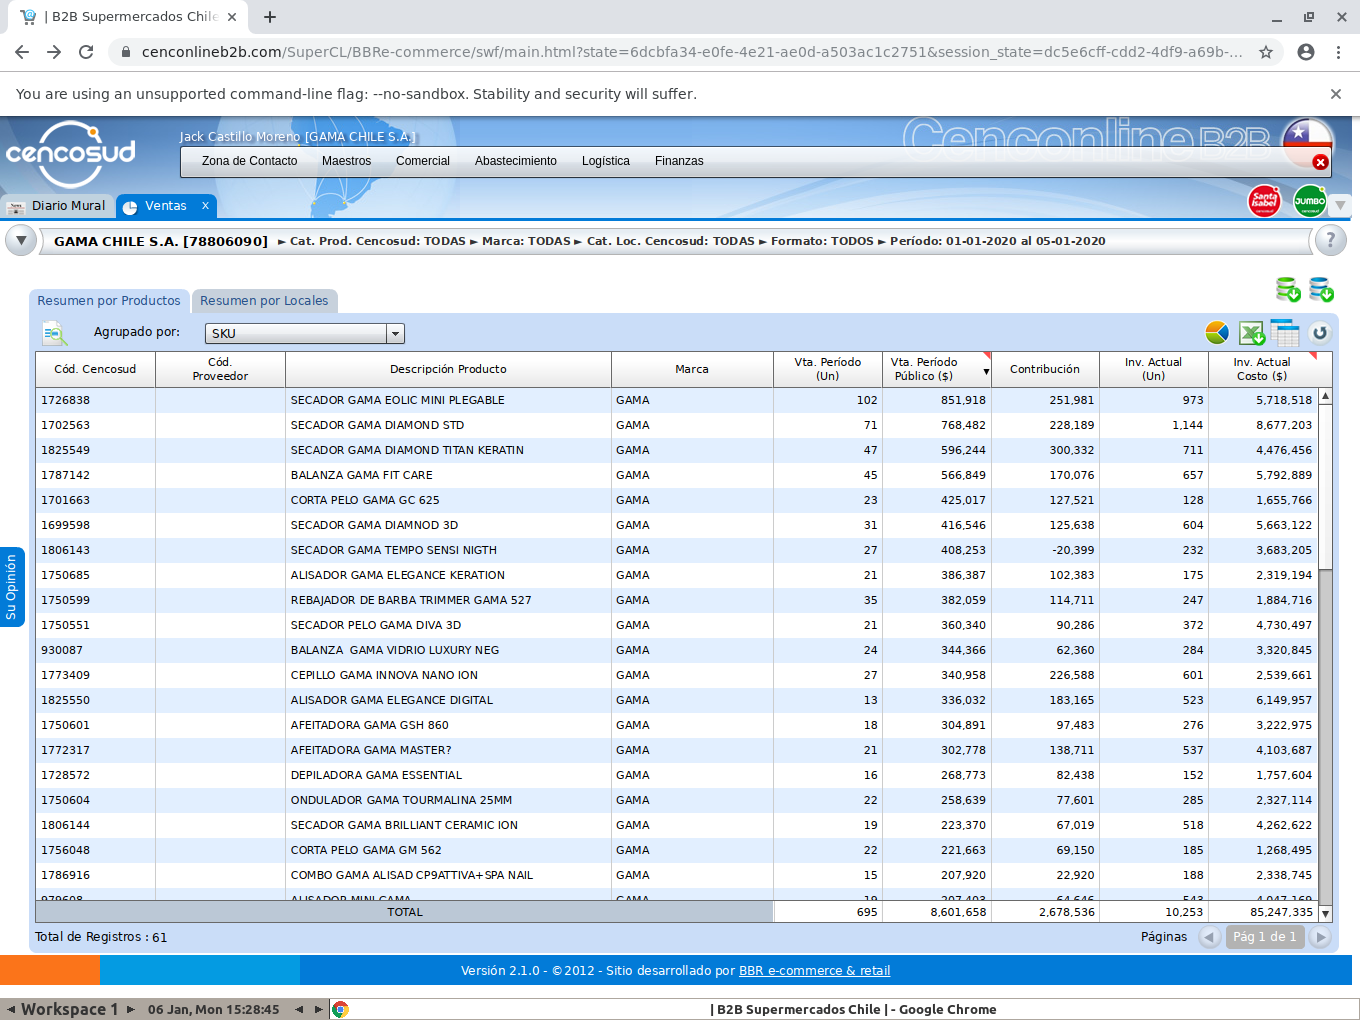 | B2B Supermercados Chile
cenconlineb2b.com/SuperCL/BBRe-commerce/swf/main.html?state=6dcbfa34-e0fe-4e21-ae0d-a503ac1c2751&session_state=dc5e6cff-cdd2-4df9-a69b-...
You are using an unsupported command-line flag: --no-sandbox. Stability and security will suffer.
cencosud
Jack Castillo Moreno [GAMA CHILE S.A.]
Cenconline B2B
Zona de Contacto Maestros Comercial Abastecimiento Logística Finanzas
Diario Mural Ventas X
Santa Isabel cencosud JUMBO cencosud
GAMA CHILE S.A. [78806090] ►Cat. Prod. Cencosud: TODAS ►Marca: TODAS ►Cat. Loc. Cencosud: TODAS ►Formato: TODOS ►Período: 01-01-2020 al 05-01-2020 ?
Resumen por Productos Resumen por Locales
Agrupado por: SKU
Cód. Cencosud Cód. Proveedor Descripción Producto Marca Vta. Período (Un) Vta. Período Público ($) Contribución Inv. Actual (Un) Inv. Actual Costo ($)
1726838 SECADOR GAMA EOLIC MINI PLEGABLE GAMA 102 851,918 251,981 973 5,718,518
1702563 SECADOR GAMA DIAMOND STD GAMA 71 768,482 228,189 1,144 8,677,203
1825549 SECADOR GAMA DIAMOND TITAN KERATIN GAMA 47 596,244 300,332 711 4,476,456
1787142 BALANZA GAMA FIT CARE GAMA 45 566,849 170,076 657 5,792,889
1701663 CORTA PELO GAMA GC 625 GAMA 23 425,017 127,521 128 1,655,766
1699598 SECADOR GAMA DIAMNOD 3D GAMA 31 416,546 125,638 604 5,663,122
1806143 SECADOR GAMA TEMPO SENSI NIGTH GAMA 27 408,253 -20,399 232 3,683,205
1750685 ALISADOR GAMA ELEGANCE KERATION GAMA 21 386,387 102,383 175 2,319,194
1750599 REBAJADOR DE BARBA TRIMMER GAMA 527 GAMA 35 382,059 114,711 247 1,884,716
1750551 SECADOR PELO GAMA DIVA 3D GAMA 21 360,340 90,286 372 4,730,497
930087 BALANZA  GAMA VIDRIO LUXURY NEG GAMA 24 344,366 62,360 284 3,320,845
1773409 CEPILLO GAMA INNOVA NANO ION GAMA 27 340,958 226,588 601 2,539,661
1825550 ALISADOR GAMA ELEGANCE DIGITAL GAMA 13 336,032 183,165 523 6,149,957
1750601 AFEITADORA GAMA GSH 860 GAMA 18 304,891 97,483 276 3,222,975
1772317 AFEITADORA GAMA MASTER? GAMA 21 302,778 138,711 537 4,103,687
1728572 DEPILADORA GAMA ESSENTIAL GAMA 16 268,773 82,438 152 1,757,604
1750604 ONDULADOR GAMA TOURMALINA 25MM GAMA 22 258,639 77,601 285 2,327,114
1806144 SECADOR GAMA BRILLIANT CERAMIC ION GAMA 19 223,370 67,019 518 4,262,622
1756048 CORTA PELO GAMA GM 562 GAMA 22 221,663 69,150 185 1,268,495
1786916 COMBO GAMA ALISAD CP9ATTIVA+SPA NAIL GAMA 15 207,920 22,920 188 2,338,745
ALISADOR MINI GAMA GAMA
TOTAL 695 8,601,658 2,678,536 10,253 85,247,335
Total de Registros : 61 Páginas Pág 1 de 1
Su Opinión
Versión 2.1.0 - ©2012 - Sitio desarrollado por BBR e-commerce & retail
Workspace 1 06 Jan, Mon 15:28:45 | B2B Supermercados Chile | - Google Chrome